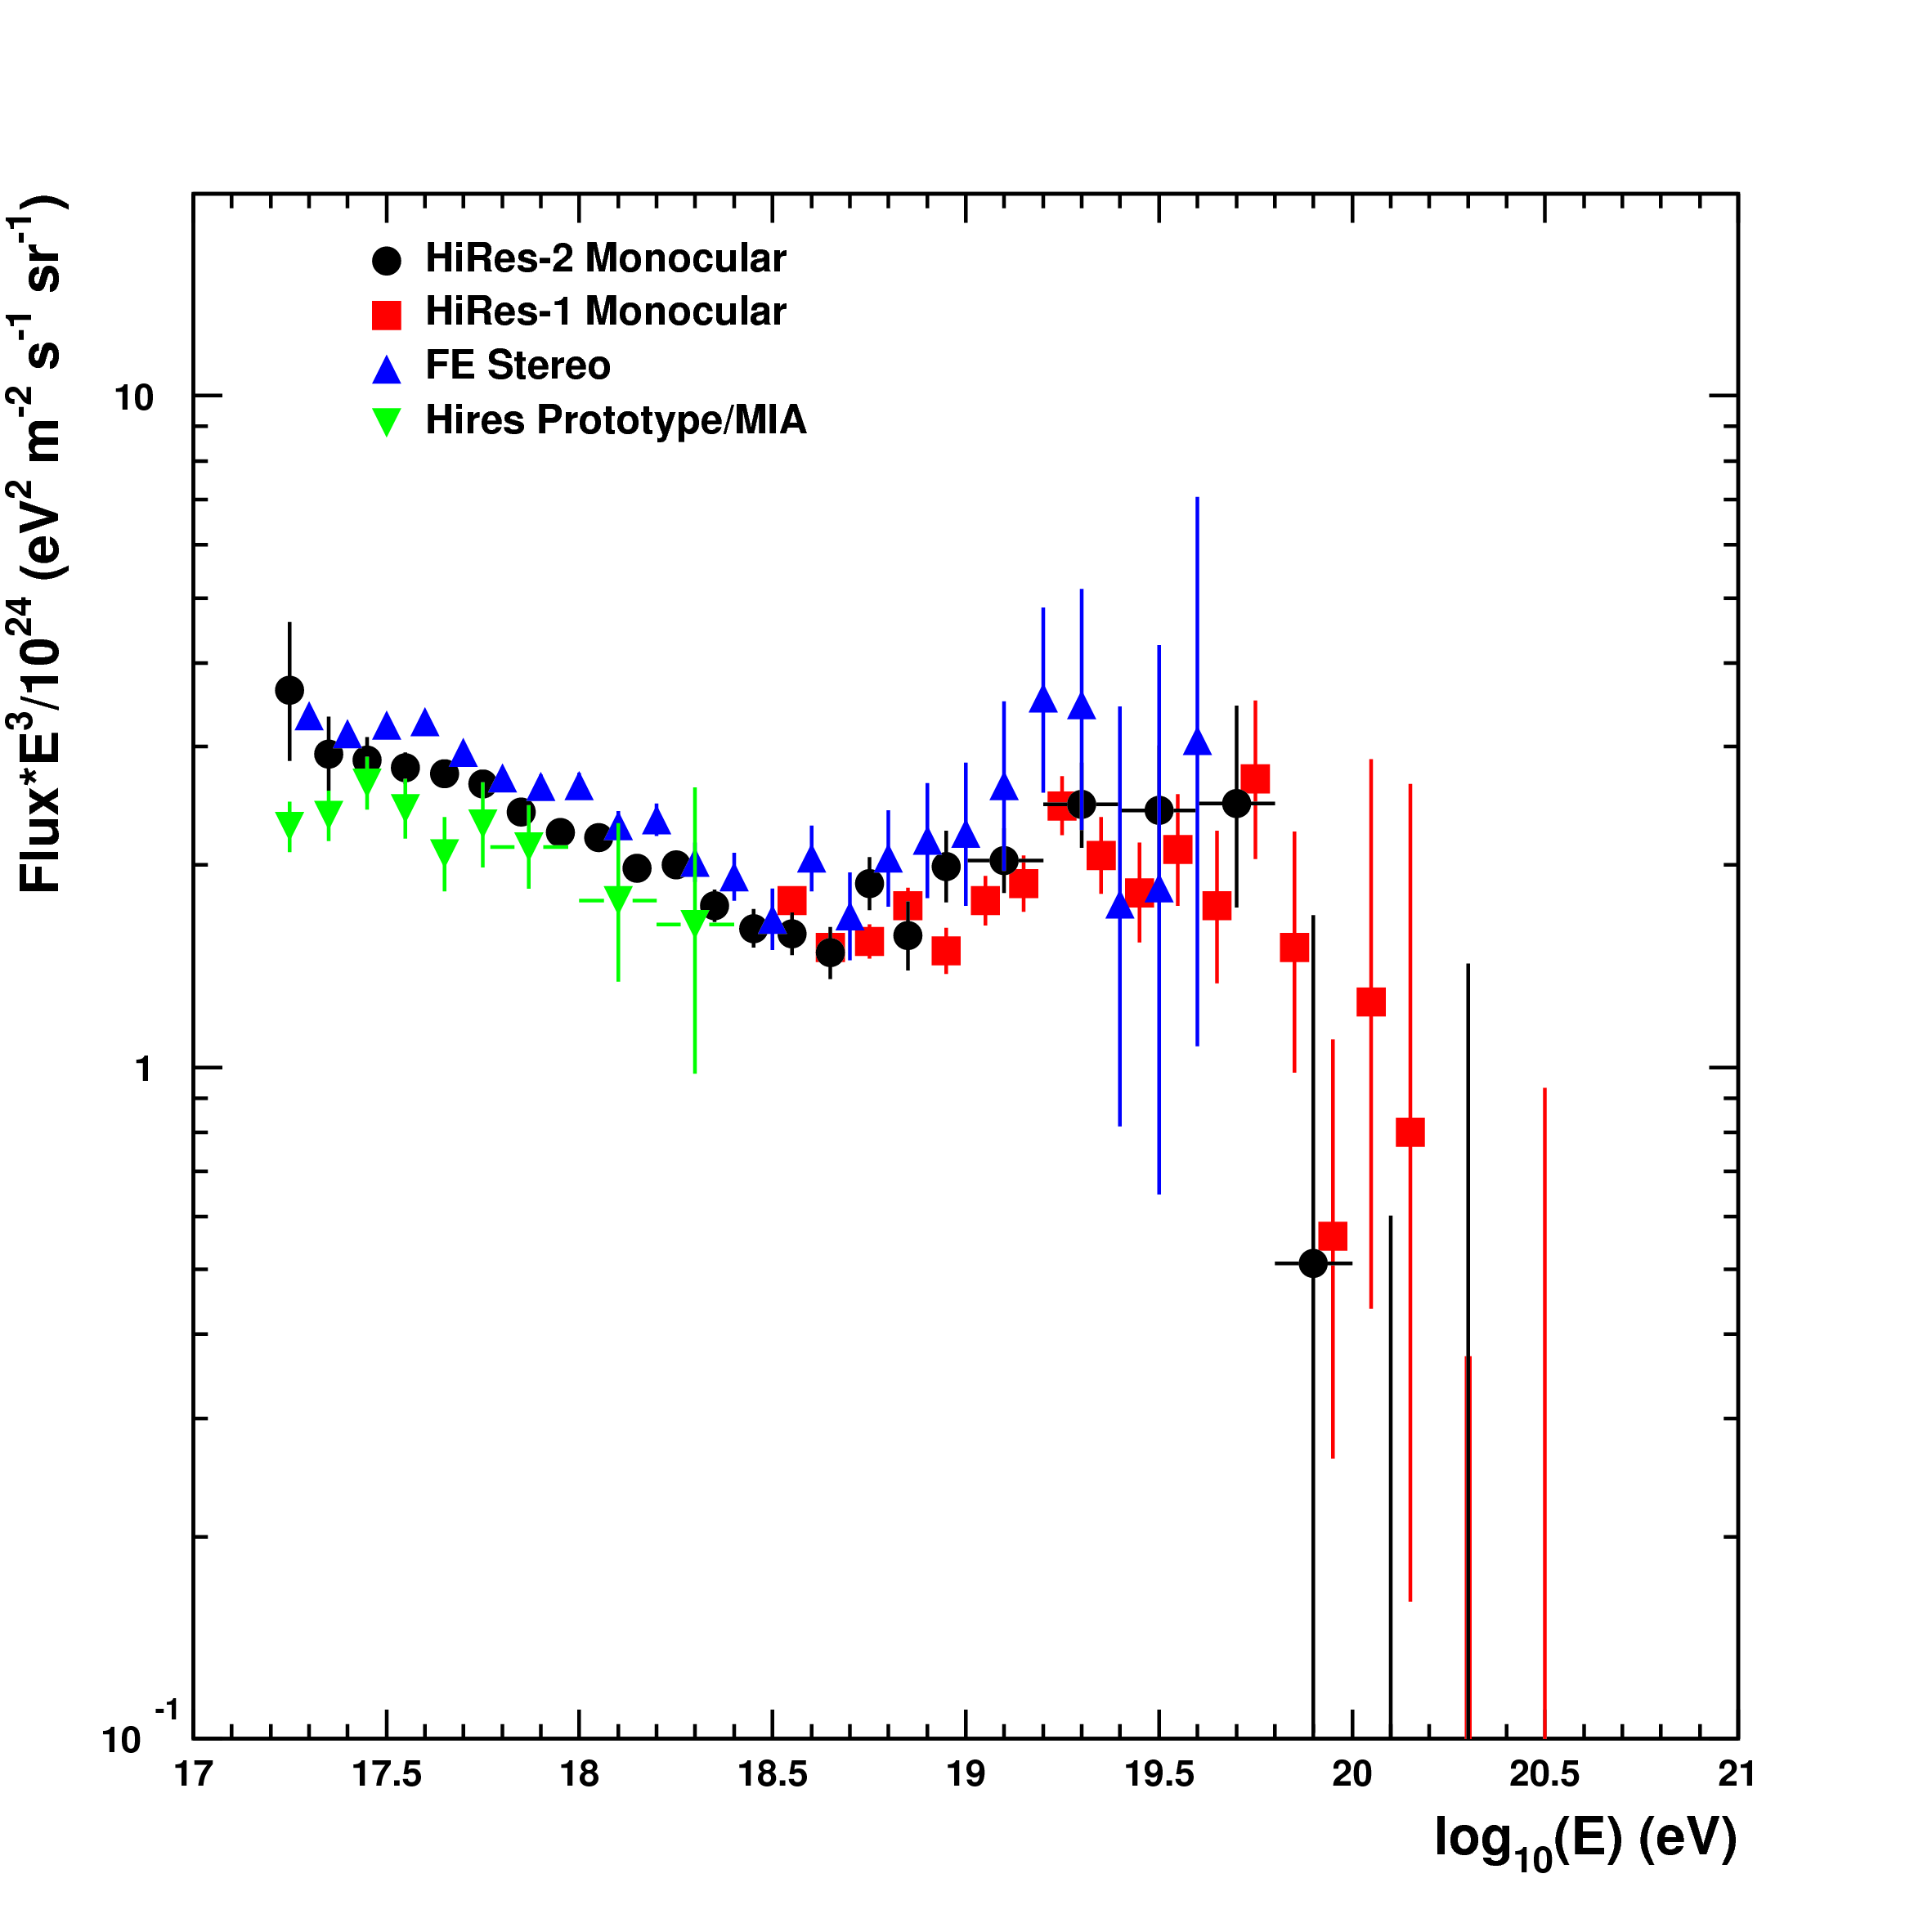 HiRes-2 Monocular
HiRes-1 Monocular
FE Stereo
Hires Prototype/MIA
Flux*E³/10²⁴ (eV² m⁻² s⁻¹ sr⁻¹)
10
1
10⁻¹
17 17.5 18 18.5 19 19.5 20 20.5 21
log₁₀(E) (eV)